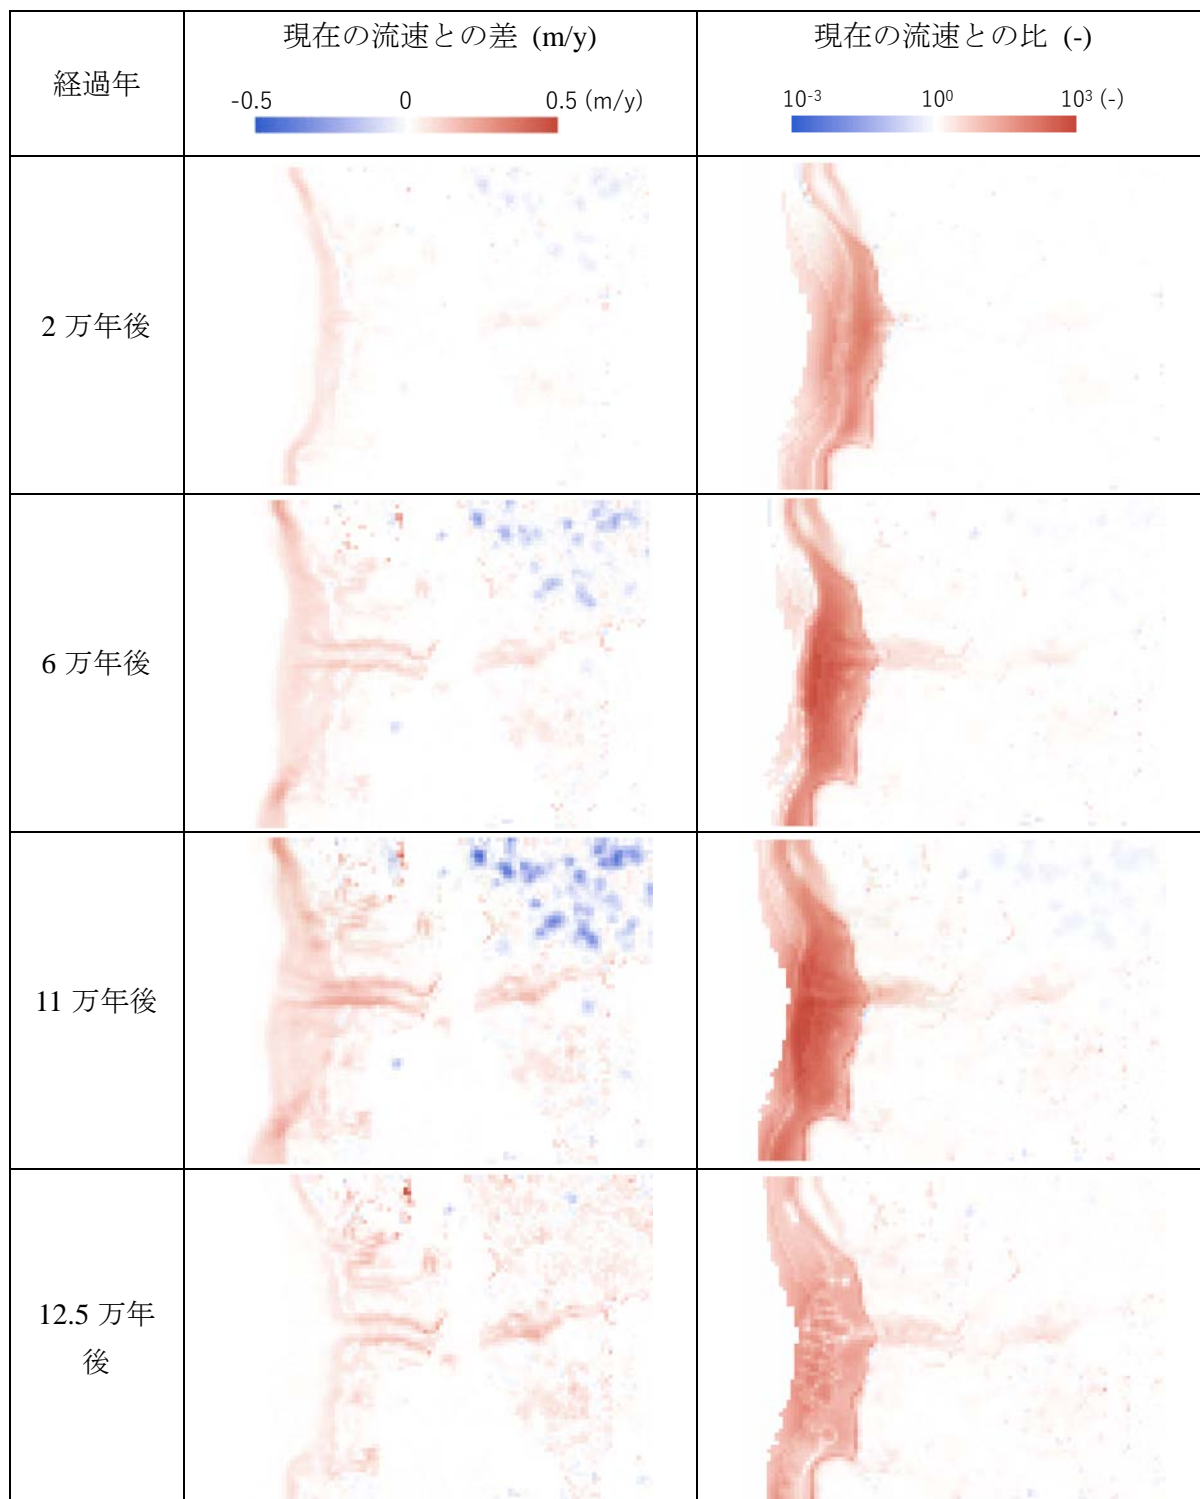 経過年
現在の流速との差 (m/y)
-0.5 0 0.5 (m/y)
現在の流速との比 (-)
10⁻³ 10⁰ 10³ (-)
2 万年後
6 万年後
11 万年後
12.5 万年
後